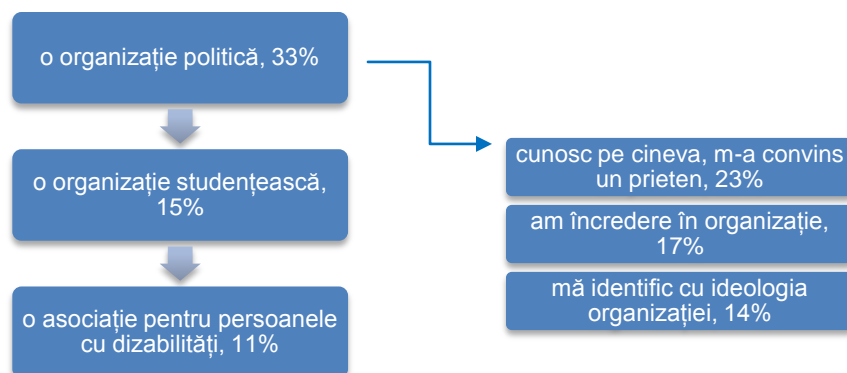 o organizație politică, 33%
o organizație studențească,
15%
o asociație pentru persoanele
cu dizabilități, 11%
cunosc pe cineva, m-a convins
un prieten, 23%
am încredere în organizație,
17%
mă identific cu ideologia
organizației, 14%